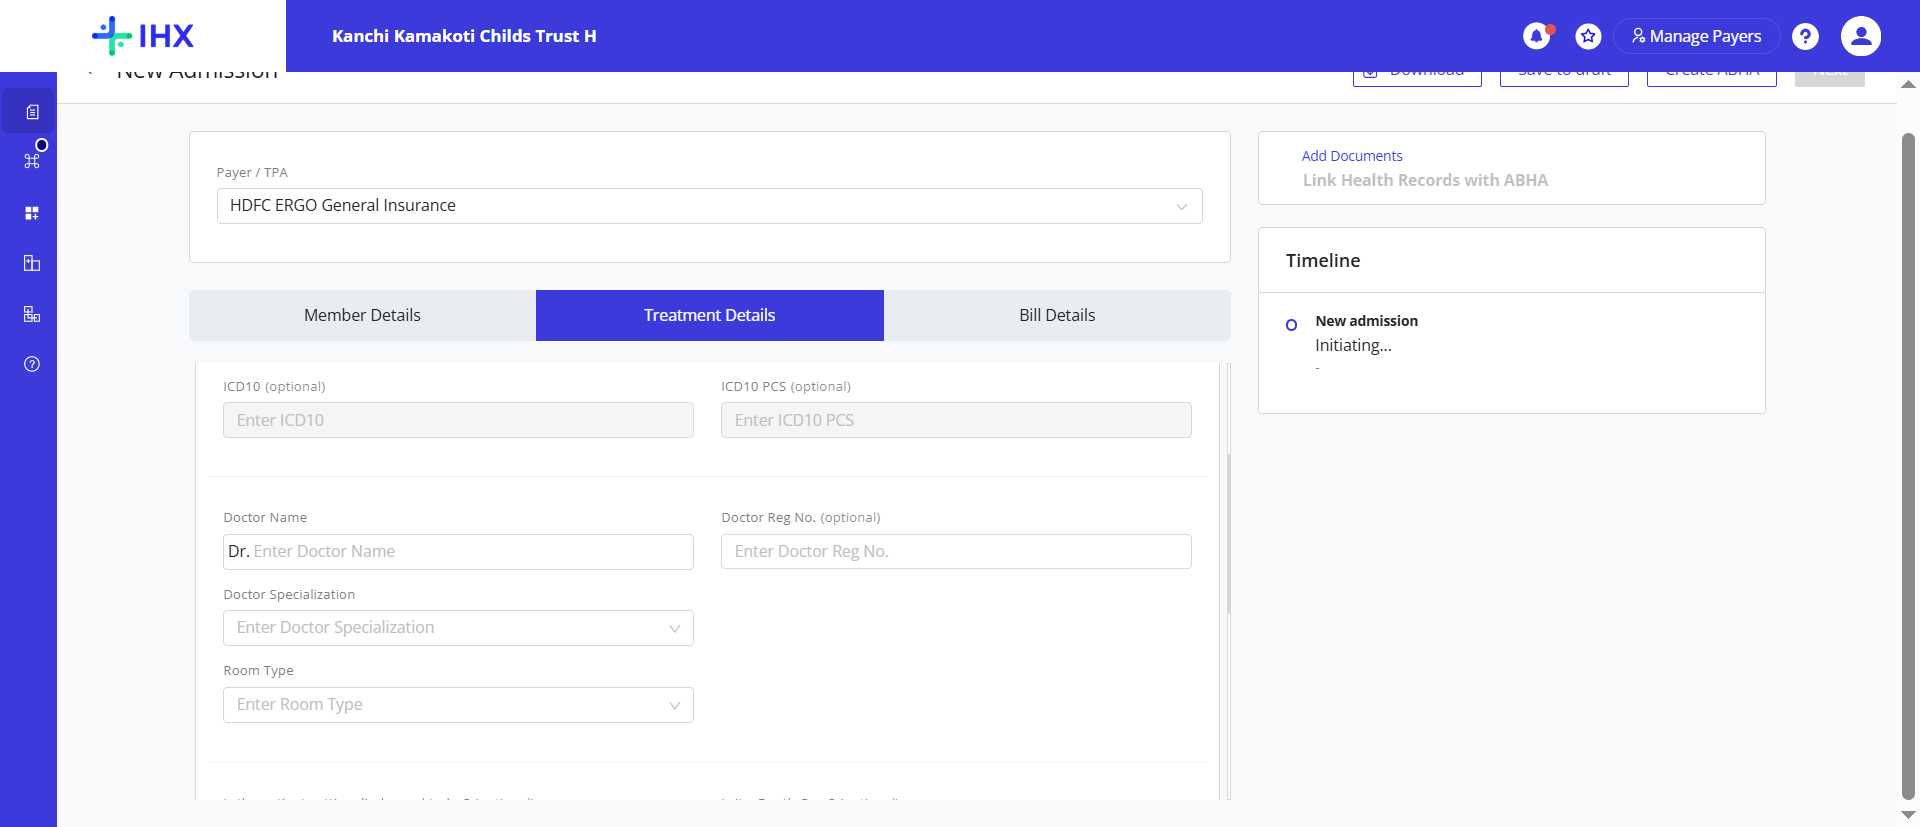 IHX
Kanchi Kamakoti Childs Trust H
Manage Payers
New Admission
Download
Save to draft
Create ABHA
Next
Payer / TPA
HDFC ERGO General Insurance
Add Documents
Link Health Records with ABHA
Timeline
New admission
Initiating...
-
Member Details
Treatment Details
Bill Details
ICD10 (optional)
ICD10 PCS (optional)
Enter ICD10
Enter ICD10 PCS
Doctor Name
Doctor Reg No. (optional)
Dr. Enter Doctor Name
Enter Doctor Reg No.
Doctor Specialization
Enter Doctor Specialization
Room Type
Enter Room Type